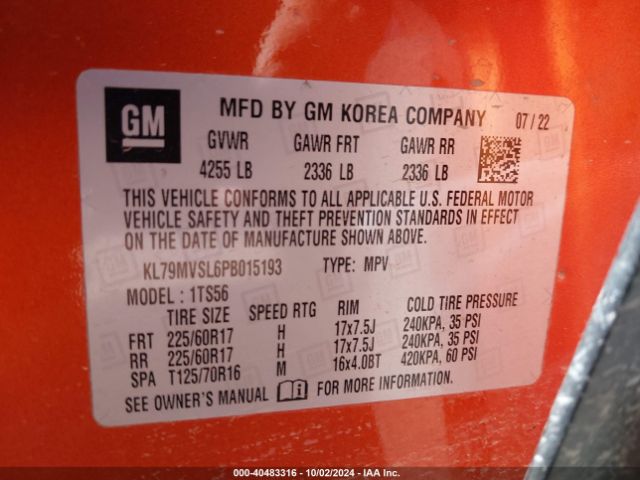 GM
MFD BY GM KOREA COMPANY 07 / 22
GVWR GAWR FRT GAWR RR
4255 LB 2336 LB 2336 LB
THIS VEHICLE CONFORMS TO ALL APPLICABLE U.S. FEDERAL MOTOR
VEHICLE SAFETY AND THEFT PREVENTION STANDARDS IN EFFECT
ON THE DATE OF MANUFACTURE SHOWN ABOVE.
KL79MVSL6PB015193 TYPE: MPV
MODEL : 1TS56
TIRE SIZE SPEED RTG RIM COLD TIRE PRESSURE
FRT 225/60R17 H 17x7.5J 240KPA, 35 PSI
RR 225/60R17 H 17x7.5J 240KPA, 35 PSI
SPA T125/70R16 M 16x4.0BT 420KPA, 60 PSI
SEE OWNER'S MANUAL FOR MORE INFORMATION.
000-40483316 - 10/02/2024 - IAA Inc.